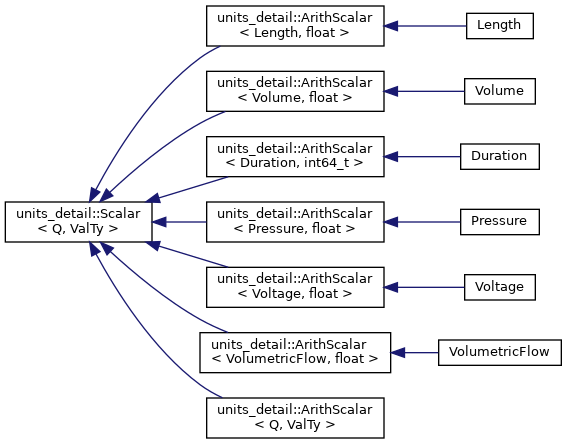 units_detail::ArithScalar
< Length, float >
Length
units_detail::ArithScalar
< Volume, float >
Volume
units_detail::ArithScalar
< Duration, int64_t >
Duration
units_detail::Scalar
< Q, ValTy >
units_detail::ArithScalar
< Pressure, float >
Pressure
units_detail::ArithScalar
< Voltage, float >
Voltage
units_detail::ArithScalar
< VolumetricFlow, float >
VolumetricFlow
units_detail::ArithScalar
< Q, ValTy >